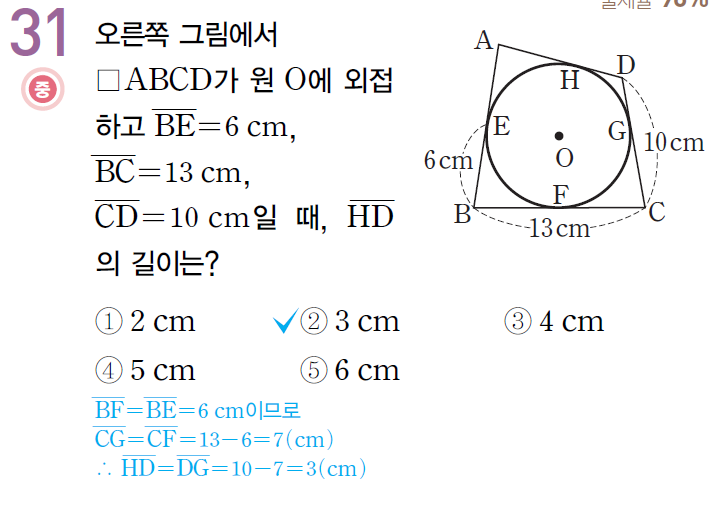 출제율 90%
31
중
오른쪽 그림에서
□ABCD가 원 O에 외접
하고 BE=6 cm,
BC=13 cm,
CD=10 cm일 때, HD
의 길이는?
A
D
H
E
G
10 cm
O
6 cm
F
B
C
13 cm
① 2 cm ② 3 cm ③ 4 cm
④ 5 cm ⑤ 6 cm
BF=BE=6 cm이므로
CG=CF=13-6=7(cm)
∴ HD=DG=10-7=3(cm)